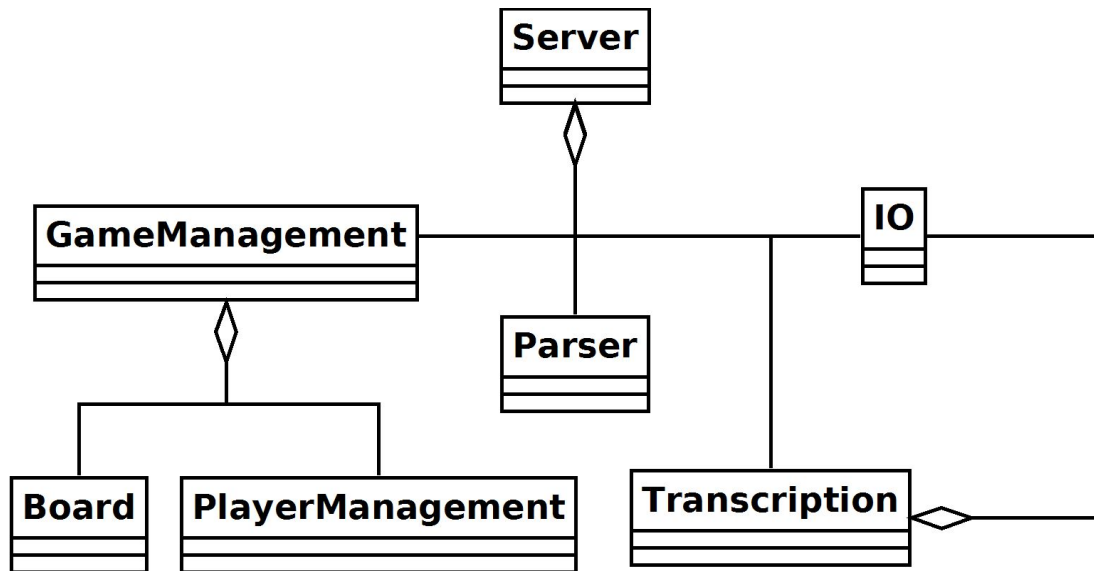 Server
GameManagement
IO
Parser
Board
PlayerManagement
Transcription